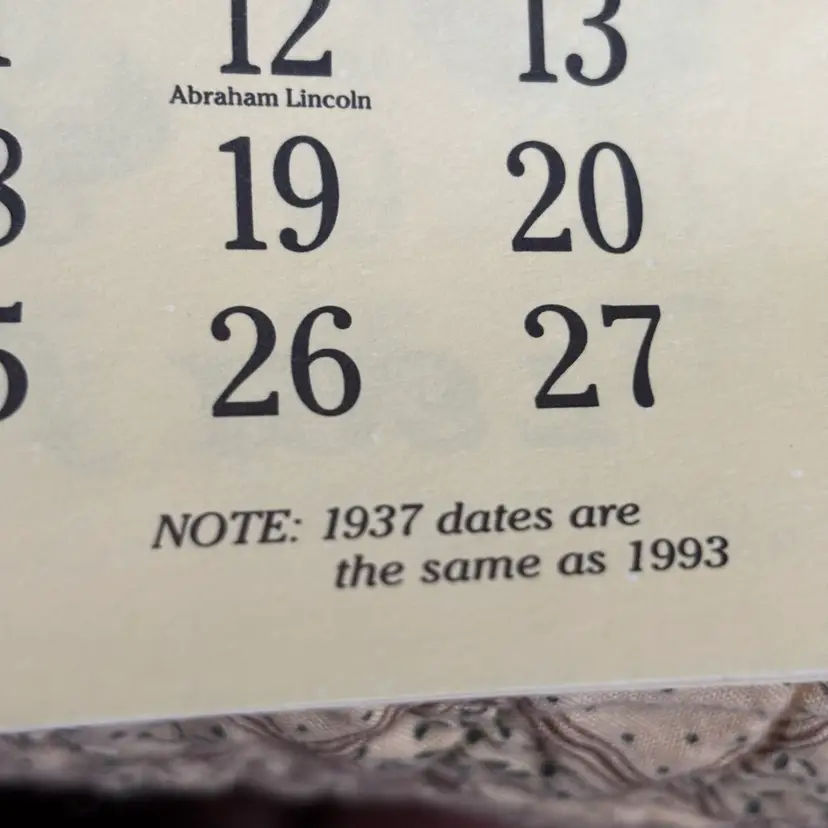 12 13
Abraham Lincoln
19 20
26 27
NOTE: 1937 dates are
the same as 1993